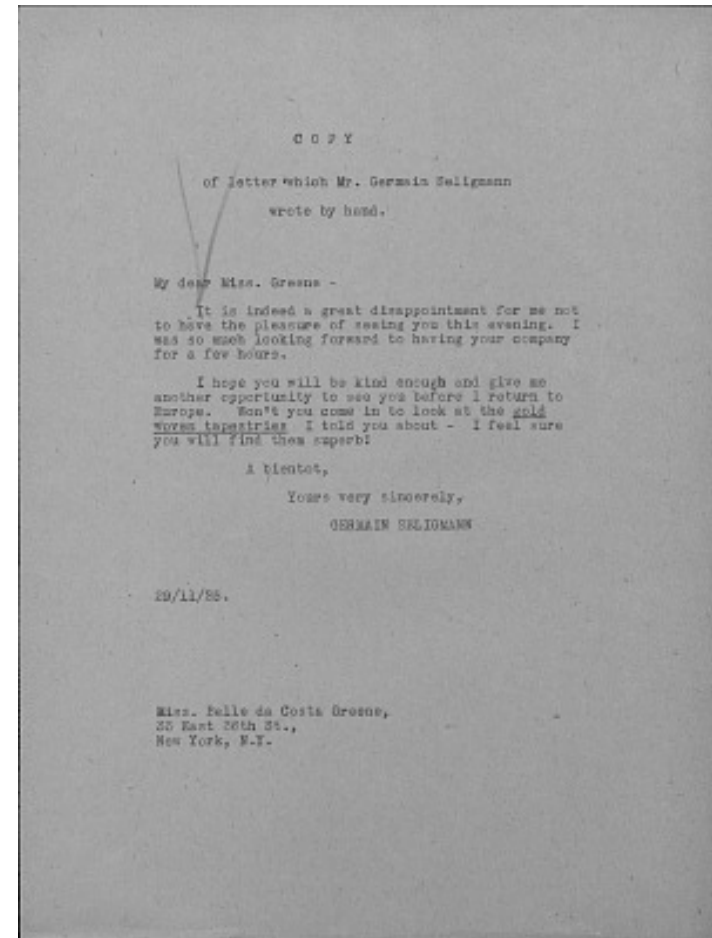 COPY
of letter which Mr. Germain Seligmann
wrote by hand.
My dear Miss. Greene -
It is indeed a great disappointment for me not
to have the pleasure of seeing you this evening. I
was so much looking forward to having your company
for a few hours.
I hope you will be kind enough and give me
another opportunity to see you before I return to
Europe. Won't you come in to look at the gold
woven tapestries I told you about - I feel sure
you will find them superb!
A bientot,
Yours very sincerely,
GERMAIN SELIGMANN
Miss. Belle da Costa Greene,
East St.,
New York, N.Y.